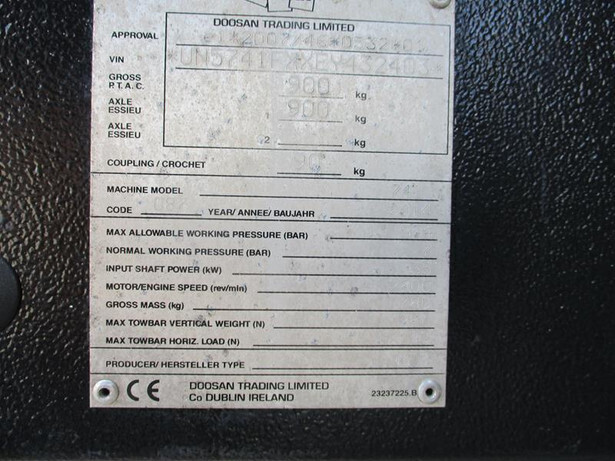 DOOSAN TRADING LIMITED
APPROVAL
VIN
GROSS P.T.A.C. 900 kg
AXLE ESSIEU 900 kg
AXLE ESSIEU 2 kg
COUPLING / CROCHET kg
MACHINE MODEL
CODE YEAR/ ANNEE/ BAUJAHR
MAX ALLOWABLE WORKING PRESSURE (BAR)
NORMAL WORKING PRESSURE (BAR)
INPUT SHAFT POWER (kW)
MOTOR/ENGINE SPEED (rev/min)
GROSS MASS (kg)
MAX TOWBAR VERTICAL WEIGHT (N)
MAX TOWBAR HORIZ. LOAD (N)
PRODUCER/ HERSTELLER TYPE
CE DOOSAN TRADING LIMITED
Co DUBLIN IRELAND 23237225.B